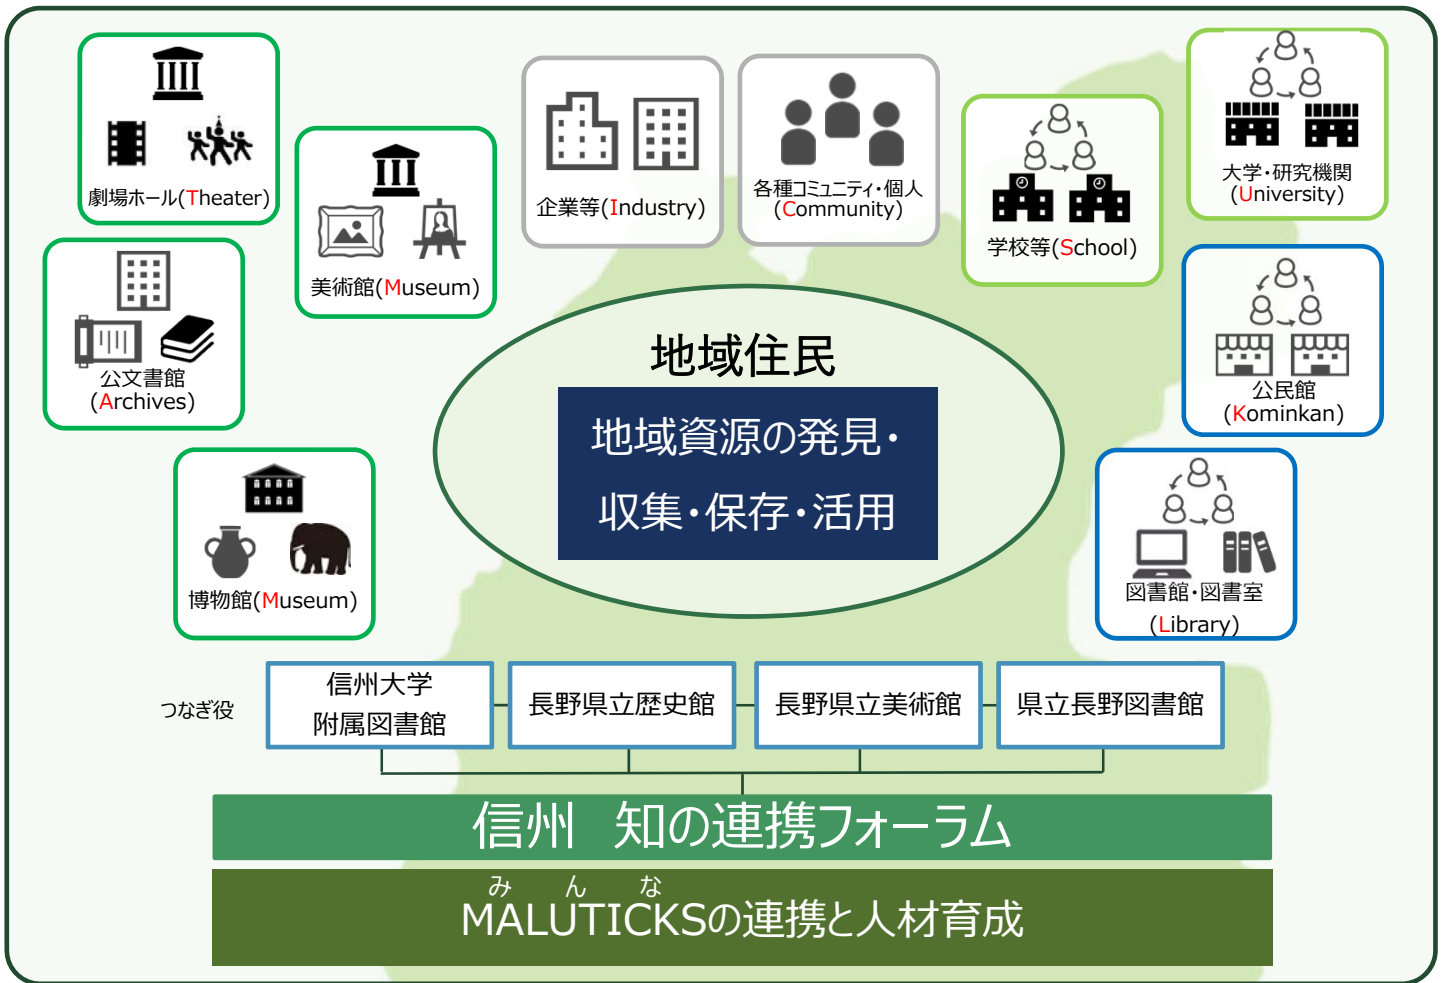 劇場ホール(Theater)
美術館(Museum)
公文書館
(Archives)
博物館(Museum)
企業等(Industry)
各種コミュニティ・個人
(Community)
学校等(School)
大学・研究機関
(University)
公民館
(Kominkan)
図書館・図書室
(Library)
地域住民
地域資源の発見・
収集・保存・活用
つなぎ役
信州大学
附属図書館
長野県立歴史館
長野県立美術館
県立長野図書館
信州　知の連携フォーラム
みんな
MALUTICKSの連携と人材育成